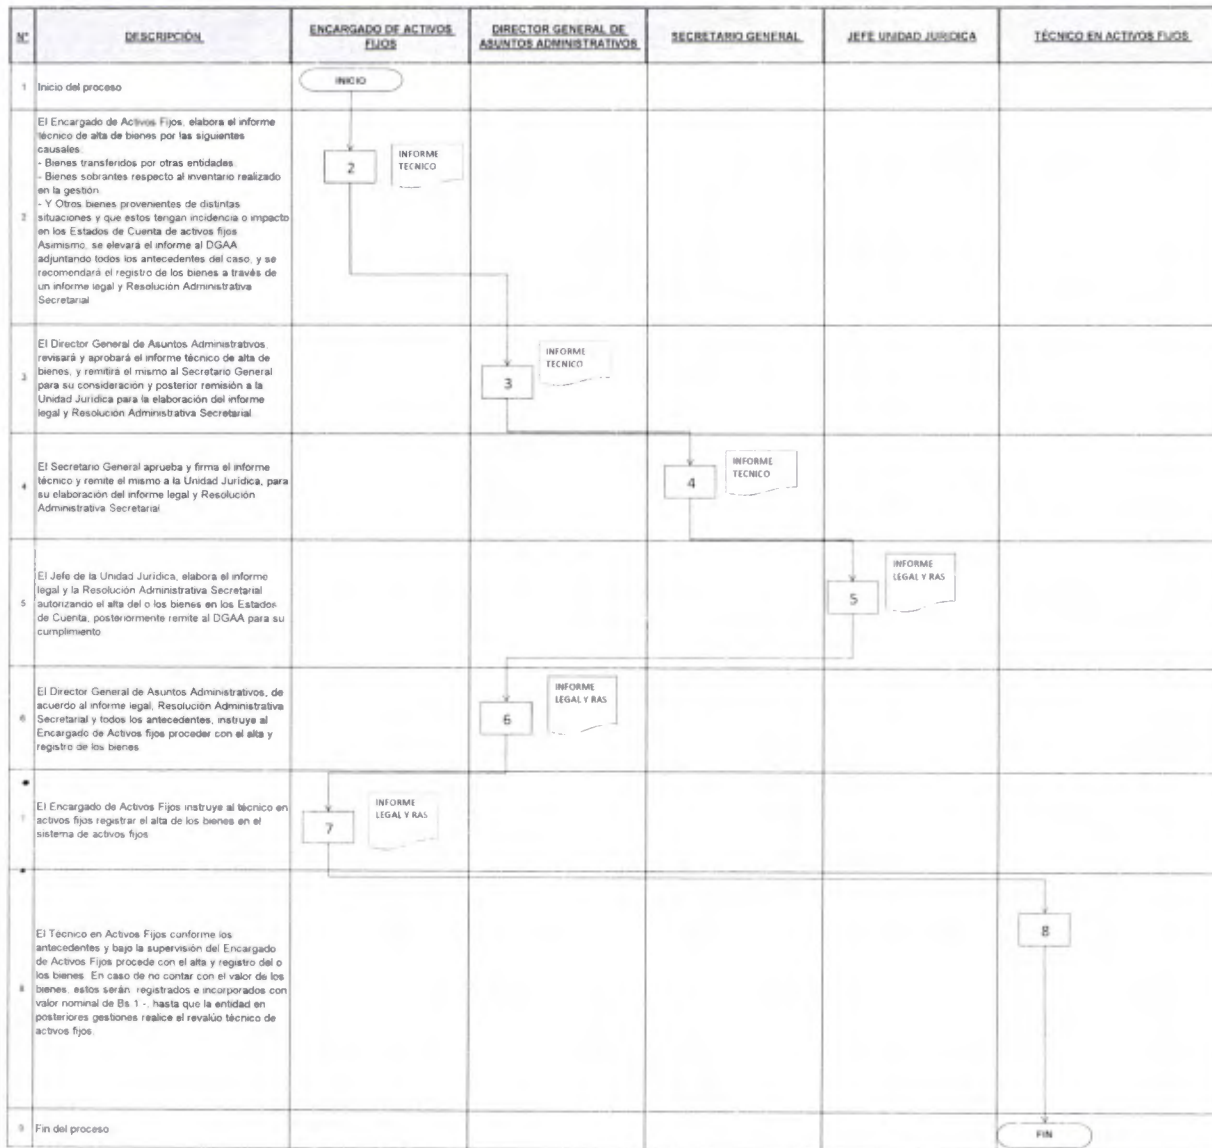 N°
DESCRIPCIÓN
ENCARGADO DE ACTIVOS
FIJOS
DIRECTOR GENERAL DE
ASUNTOS ADMINISTRATIVOS
SECRETARIO GENERAL
JEFE UNIDAD JURIDICA
TÉCNICO EN ACTIVOS FIJOS
1
Inicio del proceso
INICIO
2
El Encargado de Activos Fijos, elabora el informe
técnico de alta de bienes por las siguientes
causales
- Bienes transferidos por otras entidades
- Bienes sobrantes respecto al inventario realizado
en la gestión
- Y Otros bienes provenientes de distintas
situaciones y que estos tengan incidencia o impacto
en los Estados de Cuenta de activos fijos
Asimismo, se elevará el informe al DGAA
adjuntando todos los antecedentes del caso, y se
recomendará el registro de los bienes a través de
un informe legal y Resolución Administrativa
Secretarial
2
INFORME
TECNICO
3
El Director General de Asuntos Administrativos,
revisará y aprobará el informe técnico de alta de
bienes, y remitirá el mismo al Secretario General
para su consideración y posterior remisión a la
Unidad Jurídica para la elaboración del informe
legal y Resolución Administrativa Secretarial
3
INFORME
TECNICO
4
El Secretario General aprueba y firma el informe
técnico y remite el mismo a la Unidad Jurídica, para
su elaboración del informe legal y Resolución
Administrativa Secretarial
4
INFORME
TECNICO
5
El Jefe de la Unidad Jurídica, elabora el informe
legal y la Resolución Administrativa Secretarial
autorizando el alta del o los bienes en los Estados
de Cuenta, posteriormente remite al DGAA para su
cumplimiento
5
INFORME
LEGAL Y RAS
6
El Director General de Asuntos Administrativos, de
acuerdo al informe legal, Resolución Administrativa
Secretarial y todos los antecedentes, instruye al
Encargado de Activos fijos proceder con el alta y
registro de los bienes
6
INFORME
LEGAL Y RAS
7
El Encargado de Activos Fijos instruye al técnico en
activos fijos registrar el alta de los bienes en el
sistema de activos fijos
7
INFORME
LEGAL Y RAS
8
El Técnico en Activos Fijos conforme los
antecedentes y bajo la supervisión del Encargado
de Activos Fijos procede con el alta y registro del o
los bienes. En caso de no contar con el valor de los
bienes, estos serán registrados e incorporados con
valor nominal de Bs 1 -, hasta que la entidad en
posteriores gestiones realice el revalúo técnico de
activos fijos.
8
9
Fin del proceso
FIN